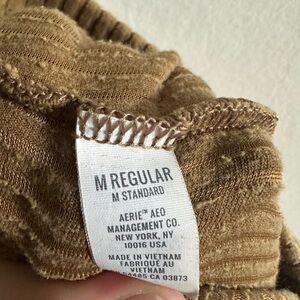 M REGULAR
M STANDARD
AERIE™ AEO
MANAGEMENT CO.
NEW YORK, NY
10016 USA
MADE IN VIETNAM
FABRIQUÉ AU
VIETNAM
CA 03873